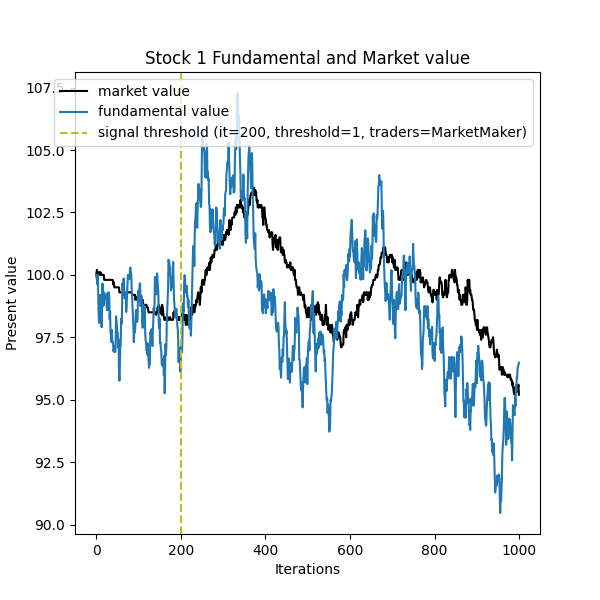 Stock 1 Fundamental and Market value
107.5
105.0
102.5
100.0
97.5
95.0
92.5
90.0
market value
fundamental value
signal threshold (it=200, threshold=1, traders=MarketMaker)
Present value
0 200 400 600 800 1000
Iterations